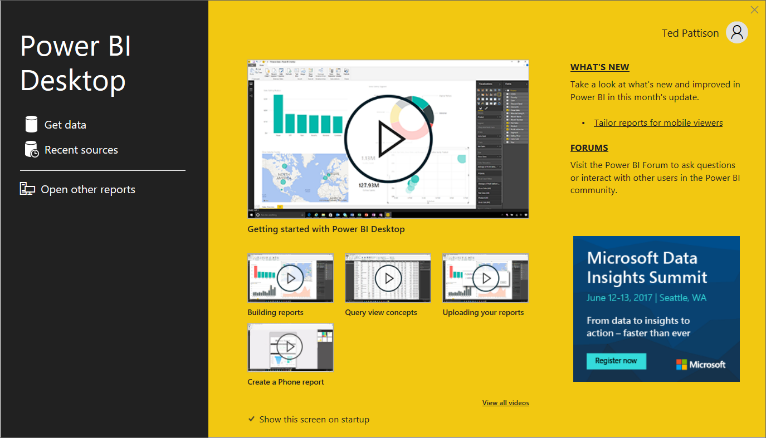 Power BI
Desktop
Get data
Recent sources
Open other reports
Getting started with Power BI Desktop
Building reports
Query view concepts
Uploading your reports
Create a Phone report
View all videos
Show this screen on startup
Ted Pattison
WHAT'S NEW
Take a look at what's new and improved in
Power BI in this month's update.
• Tailor reports for mobile viewers
FORUMS
Visit the Power BI Forum to ask questions
or interact with other users in the Power BI
community.
Microsoft Data
Insights Summit
June 12-13, 2017 | Seattle, WA
From data to insights to
action – faster than ever
Register now
Microsoft